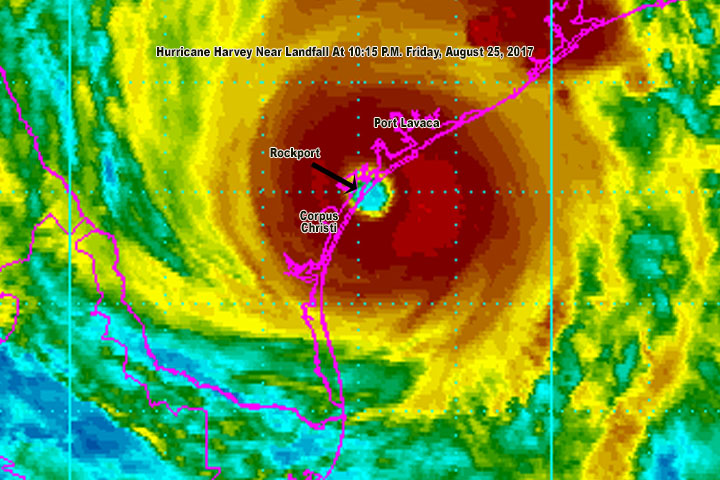 Hurricane Harvey Near Landfall At 10:15 P.M. Friday, August 25, 2017
Port Lavaca
Rockport
Corpus
Christi